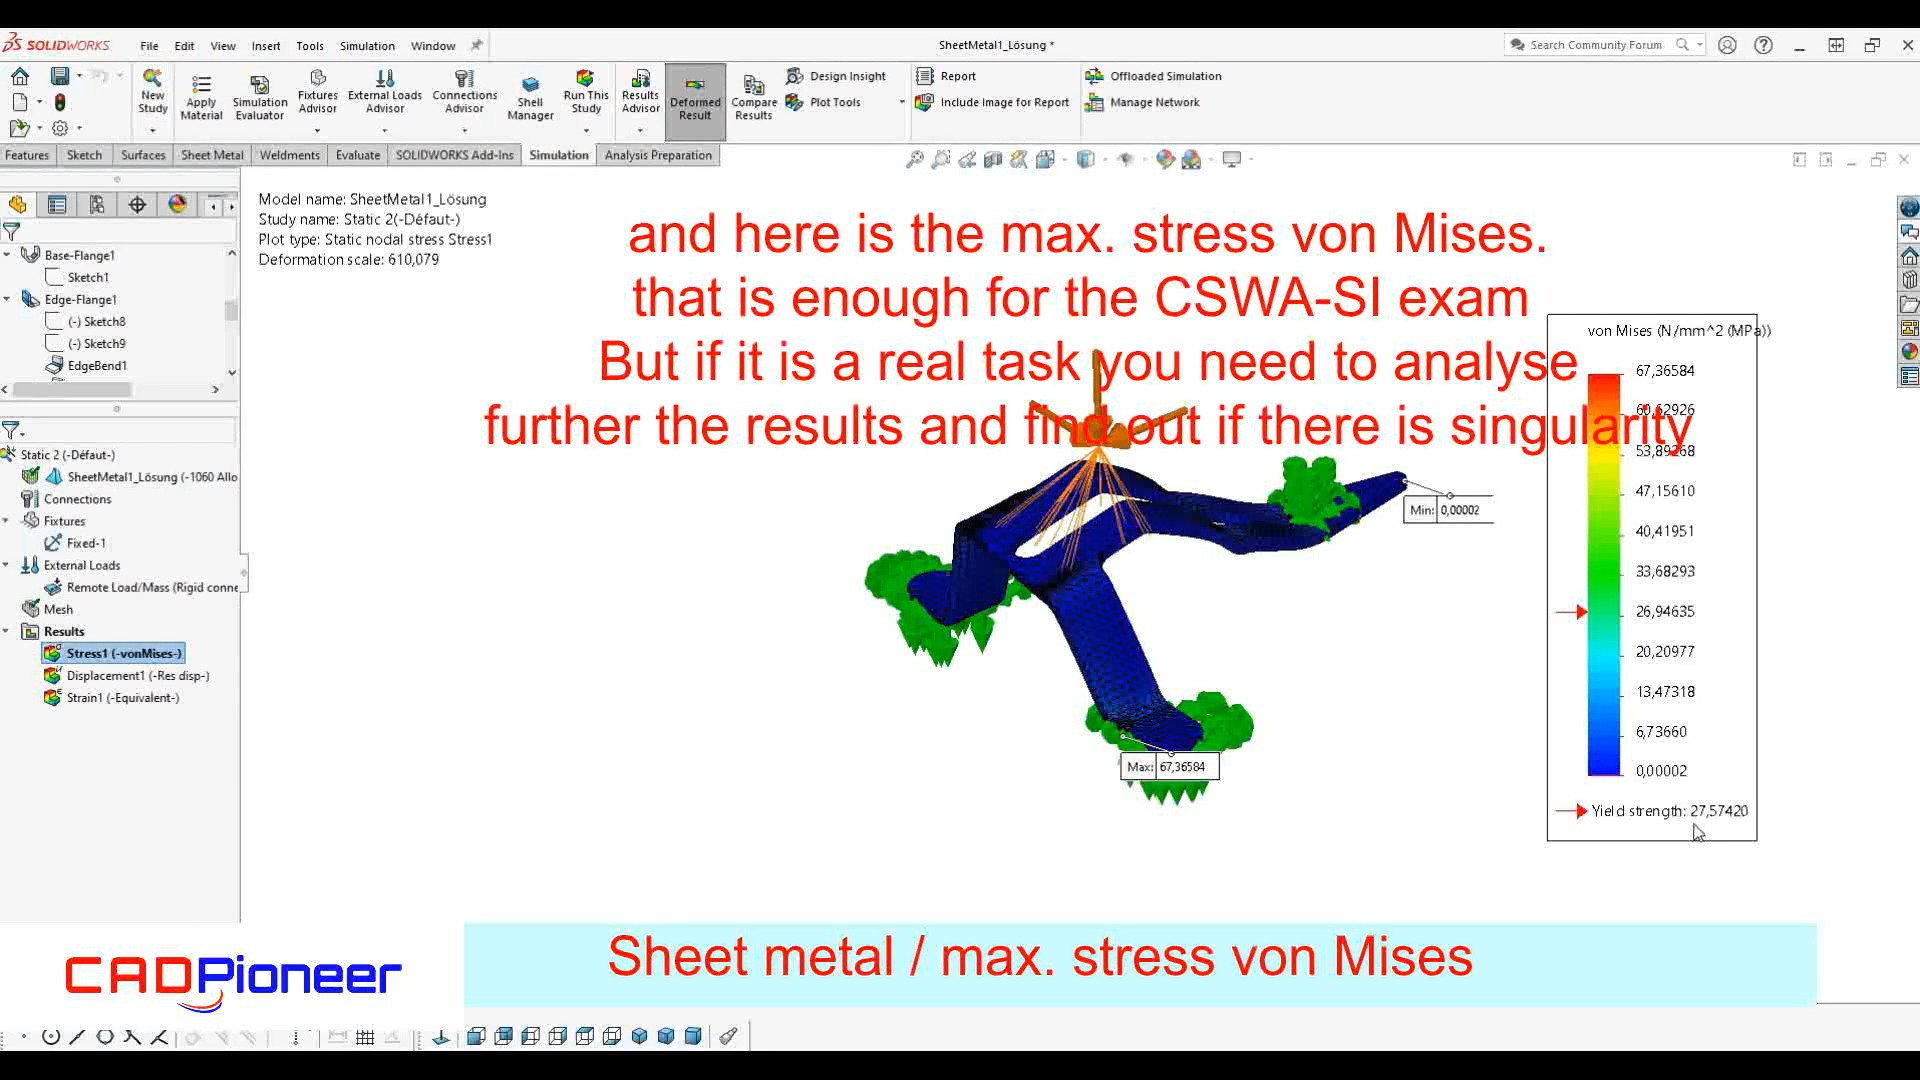 SOLIDWORKS
File Edit View Insert Tools Simulation Window
SheetMetal1_Lösung *
Search Community Forum
New Study
Apply Material
Simulation Evaluator
Fixtures Advisor
External Loads Advisor
Connections Advisor
Shell Manager
Run This Study
Results Advisor
Deformed Result
Compare Results
Design Insight
Plot Tools
Report
Include Image for Report
Offloaded Simulation
Manage Network
Features Sketch Surfaces Sheet Metal Weldments Evaluate SOLIDWORKS Add-Ins Simulation Analysis Preparation
Base-Flange1
Sketch1
Edge-Flange1
(-) Sketch8
(-) Sketch9
EdgeBend1
Static 2 (-Défaut-)
SheetMetal1_Lösung (-1060 Allo
Connections
Fixtures
Fixed-1
External Loads
Remote Load/Mass (Rigid conne
Mesh
Results
Stress1 (-vonMises-)
Displacement1 (-Res disp-)
Strain1 (-Equivalent-)
Model name: SheetMetal1_Lösung
Study name: Static 2(-Défaut-)
Plot type: Static nodal stress Stress1
Deformation scale: 610,079
and here is the max. stress von Mises.
that is enough for the CSWA-SI exam
But if it is a real task you need to analyse
further the results and find out if there is singularity
Min: 0,00002
Max: 67,36584
von Mises (N/mm^2 (MPa))
67,36584
60,62926
53,89268
47,15610
40,41951
33,68293
26,94635
20,20977
13,47318
6,73660
0,00002
Yield strength: 27,57420
CADPioneer
Sheet metal / max. stress von Mises